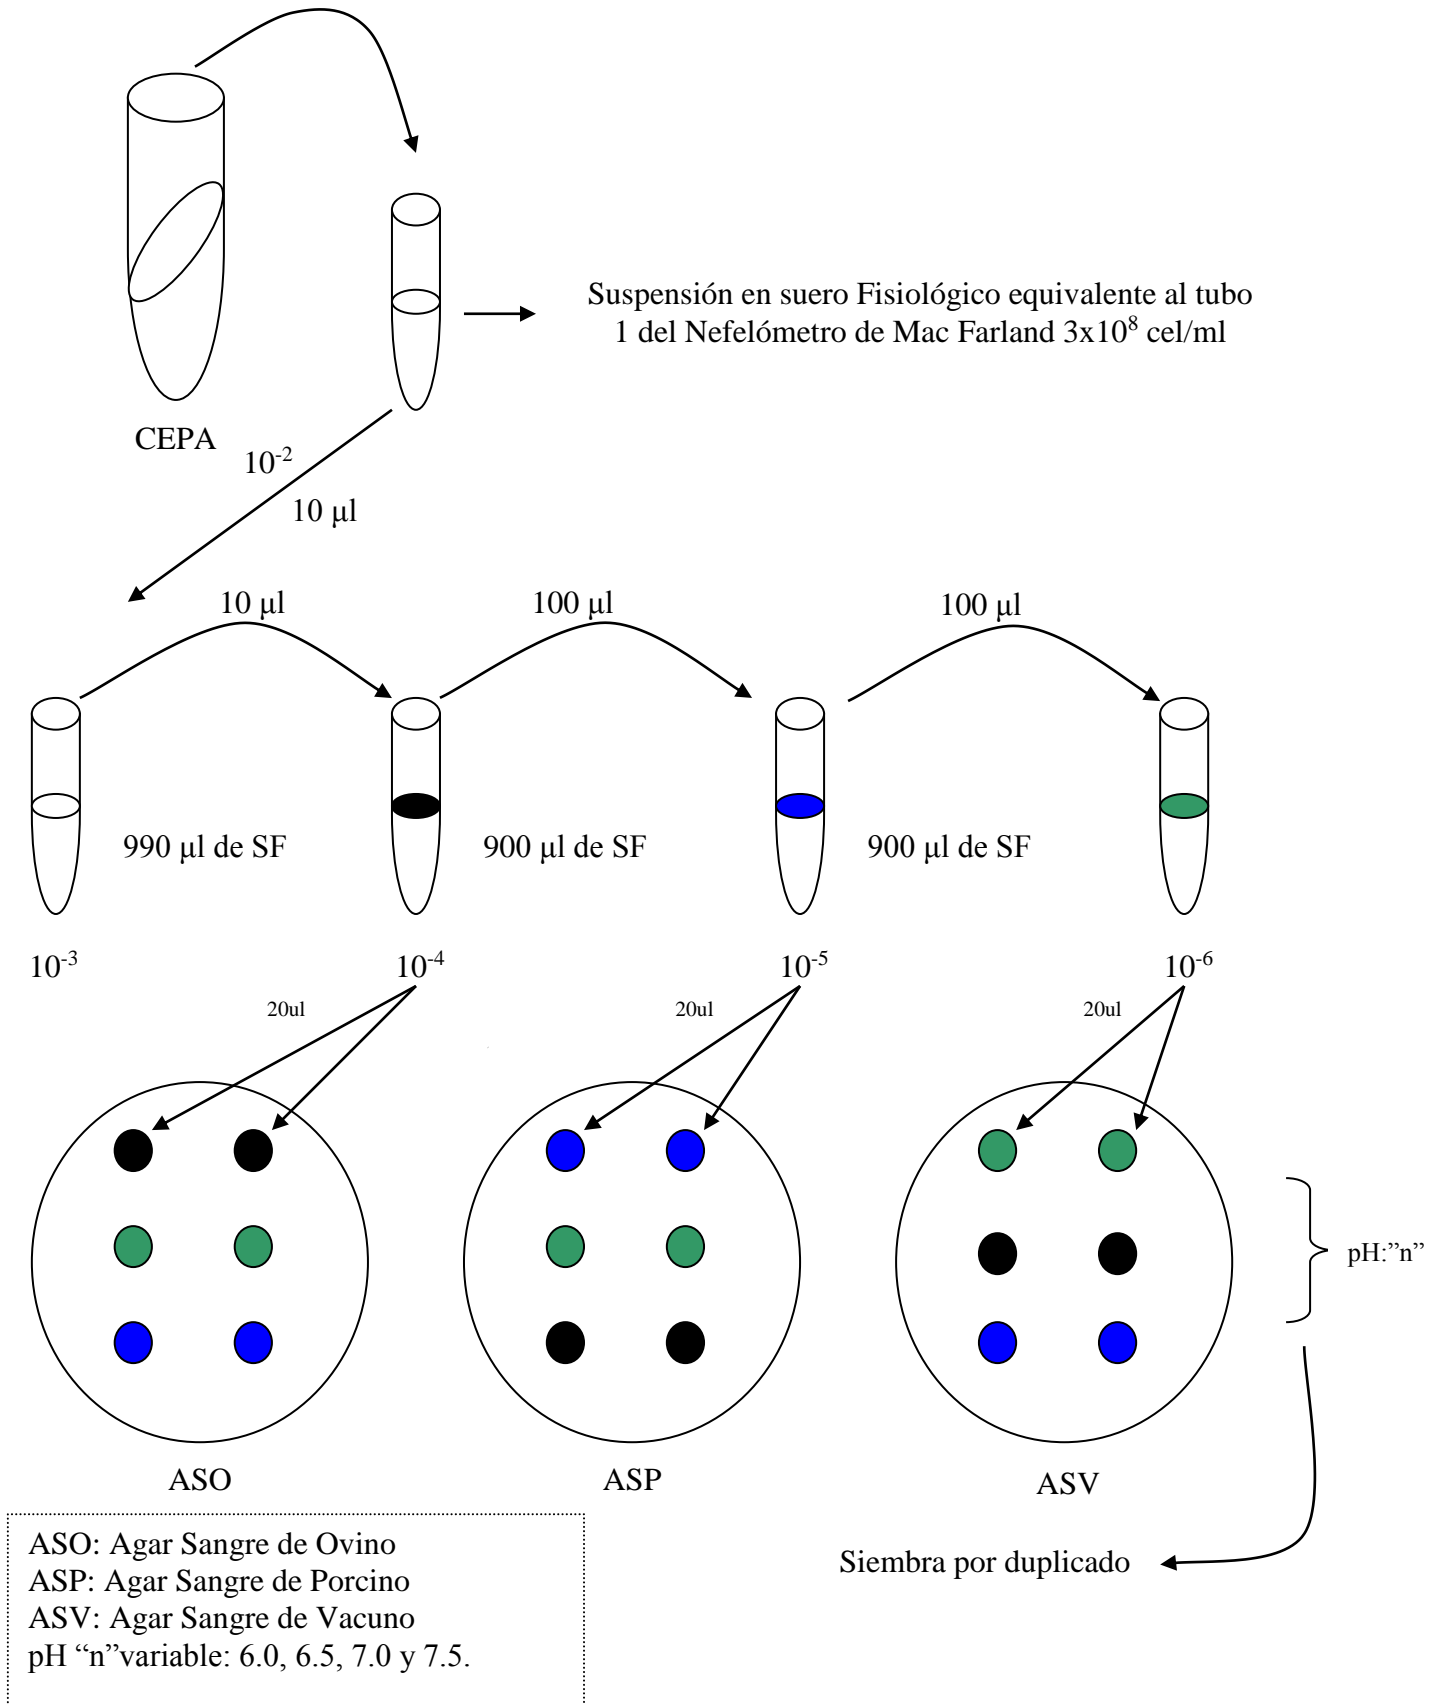 Suspensión en suero Fisiológico equivalente al tubo
1 del Nefelómetro de Mac Farland 3x10⁸ cel/ml
CEPA
10⁻²
10 µl
10 µl
100 µl
100 µl
990 µl de SF
900 µl de SF
900 µl de SF
10⁻³
10⁻⁴
10⁻⁵
10⁻⁶
20ul
20ul
20ul
pH:”n”
ASO
ASP
ASV
ASO: Agar Sangre de Ovino
ASP: Agar Sangre de Porcino
ASV: Agar Sangre de Vacuno
pH “n”variable: 6.0, 6.5, 7.0 y 7.5.
Siembra por duplicado